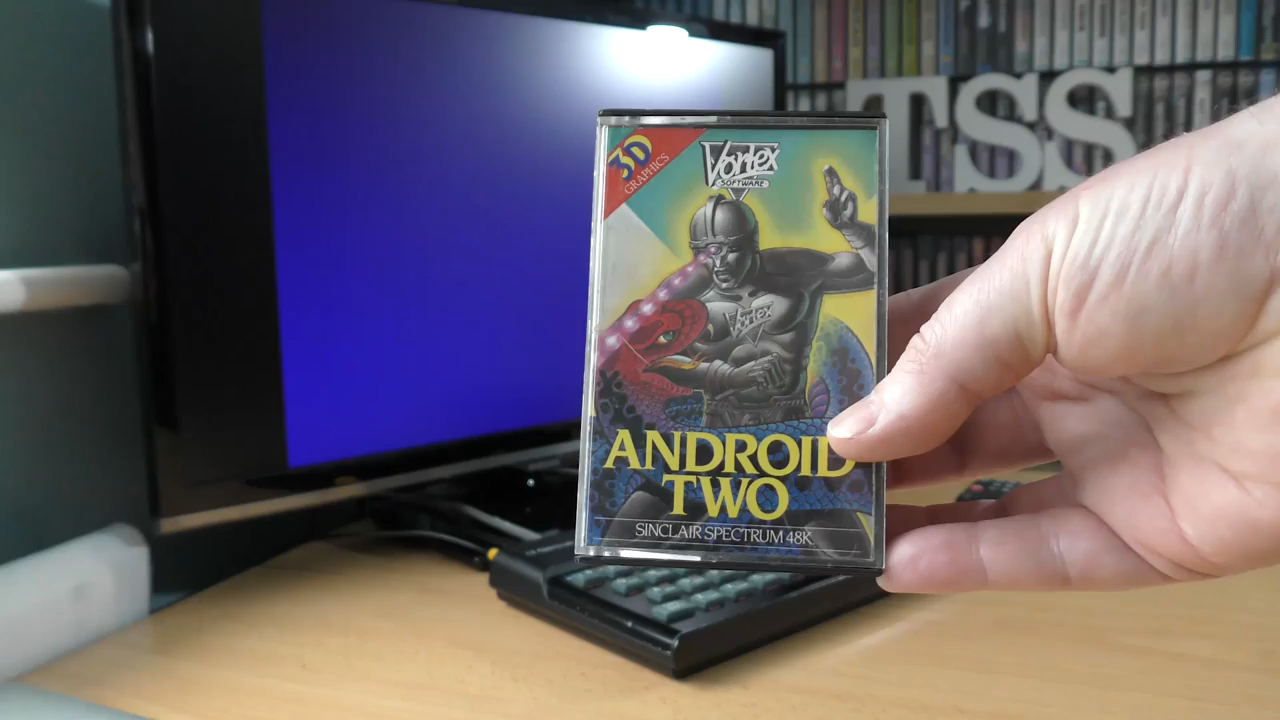 TSS
3D
GRAPHICS
Vortex
SOFTWARE
Vortex
ANDROID
TWO
SINCLAIR SPECTRUM 48K